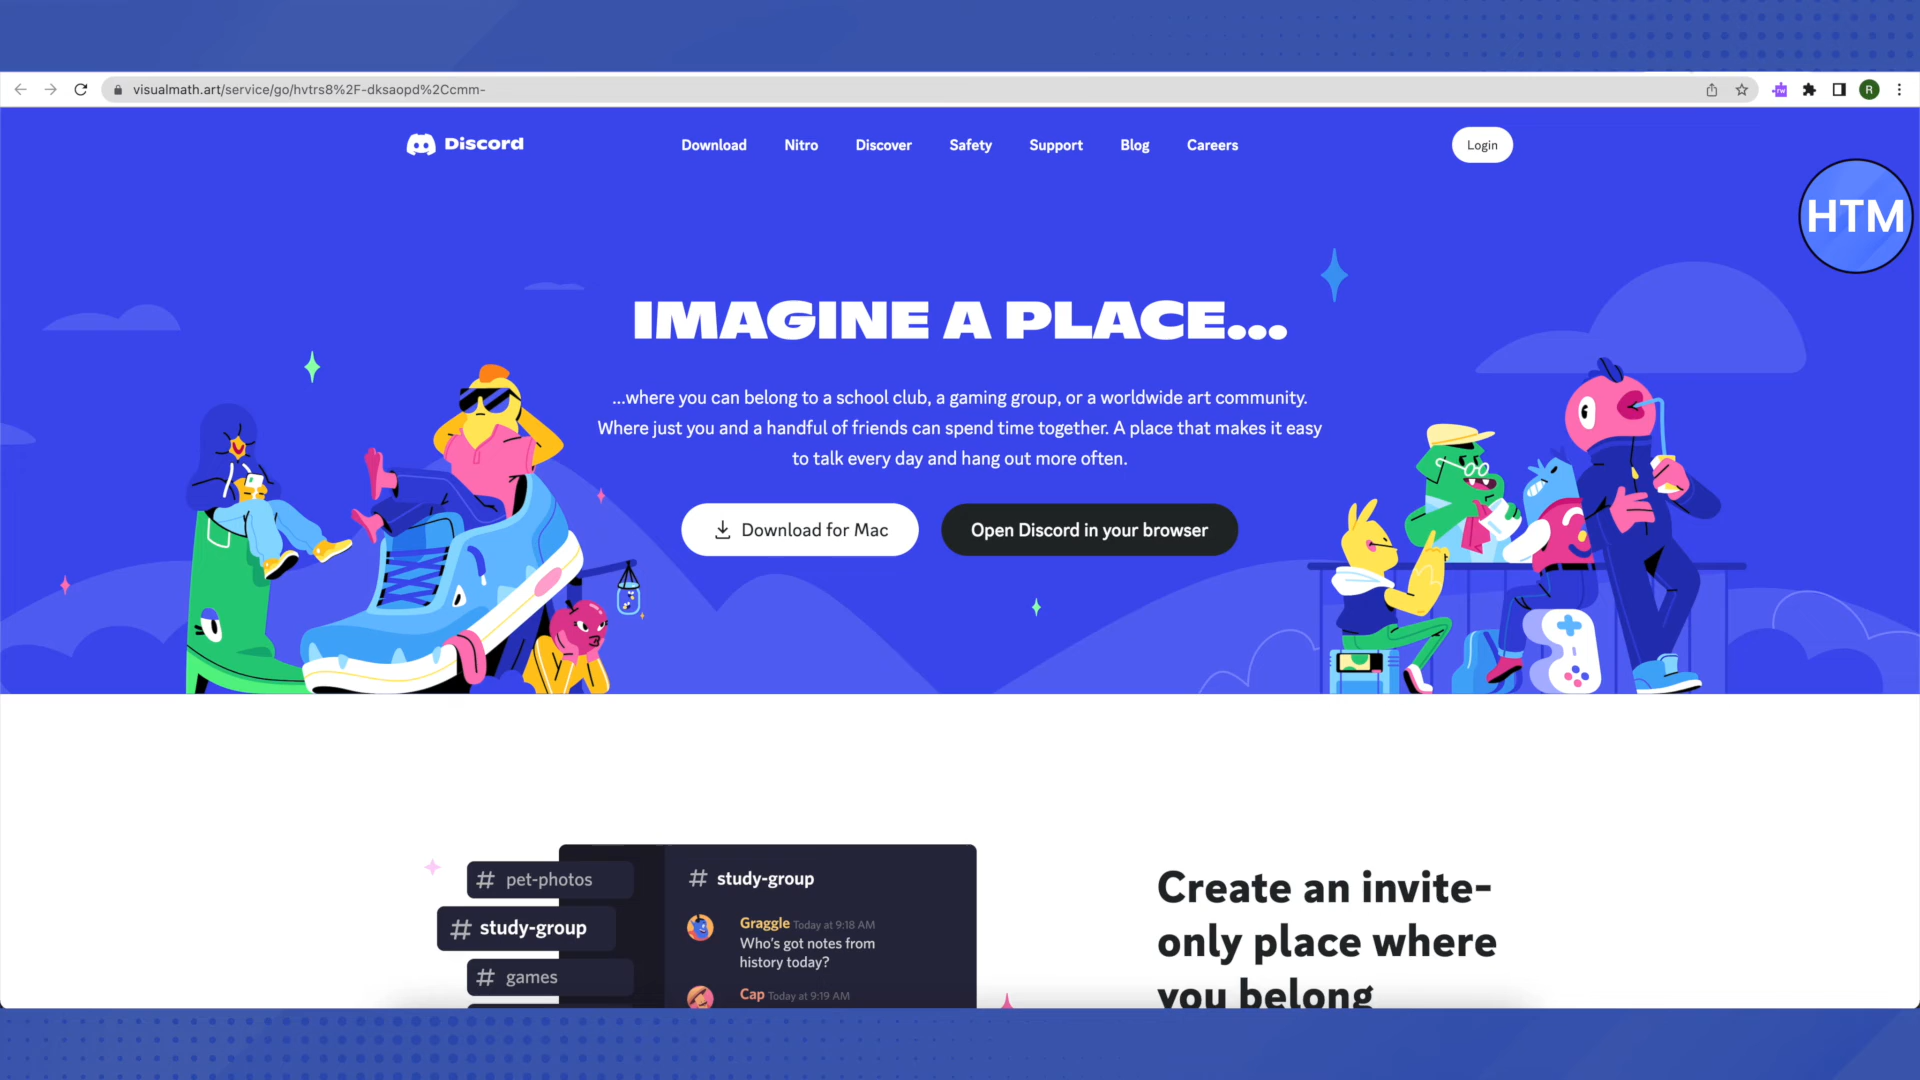 visualmath.art/service/go/hvtrs8%2F-dksaopd%2Ccmm-
R
Discord
Download
Nitro
Discover
Safety
Support
Blog
Careers
Login
HTM
IMAGINE A PLACE...
...where you can belong to a school club, a gaming group, or a worldwide art community.
Where just you and a handful of friends can spend time together. A place that makes it easy
to talk every day and hang out more often.
Download for Mac
Open Discord in your browser
# pet-photos
# study-group
# games
# study-group
Graggle Today at 9:18 AM
Who's got notes from
history today?
Cap Today at 9:19 AM
Create an invite-
only place where
you belong